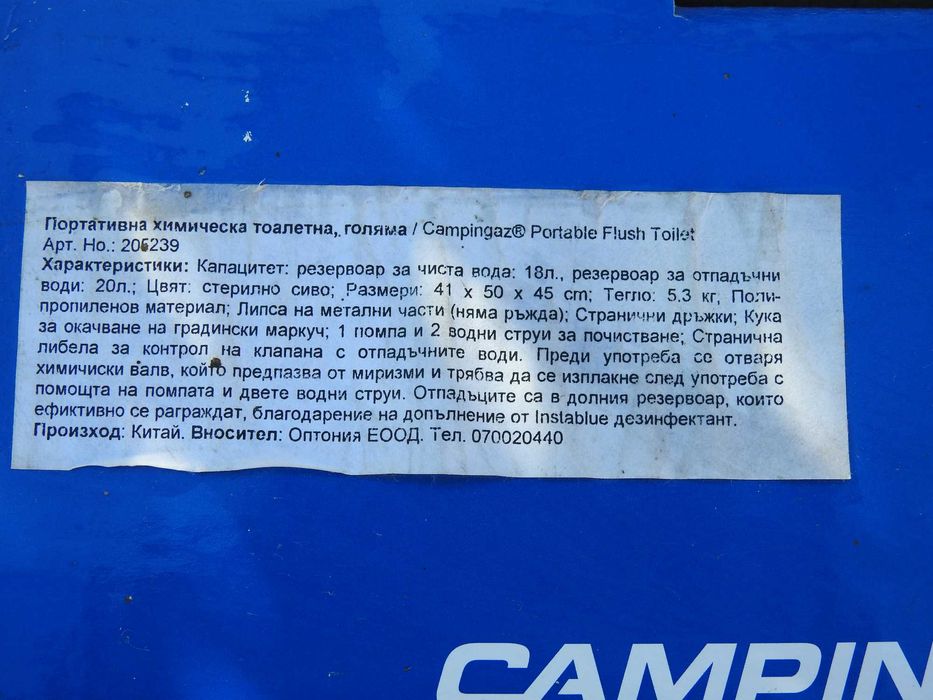 Портативна химическа тоалетна, голяма / Campingaz® Portable Flush Toilet
Арт. Но.: 205239
Характеристики: Капацитет: резервоар за чиста вода: 18л., резервоар за отпадъчни
води: 20л.; Цвят: стерилно сиво; Размери: 41 x 50 x 45 cm; Тегло: 5.3 кг, Поли-
пропиленов материал; Липса на метални части (няма ръжда); Странични дръжки; Кука
за окачване на градински маркуч; 1 помпа и 2 водни струи за почистване; Странична
либела за контрол на клапана с отпадъчните води. Преди употреба се отваря
химичиски валв, който предпазва от миризми и трябва да се изплакне след употреба с
помощта на помпата и двете водни струи. Отпадъците са в долния резервоар, които
ефиктивно се раграждат, благодарение на допълнение от Instablue дезинфектант.
Произход: Китай. Вносител: Оптония ЕООД. Тел. 070020440
CAMPIN